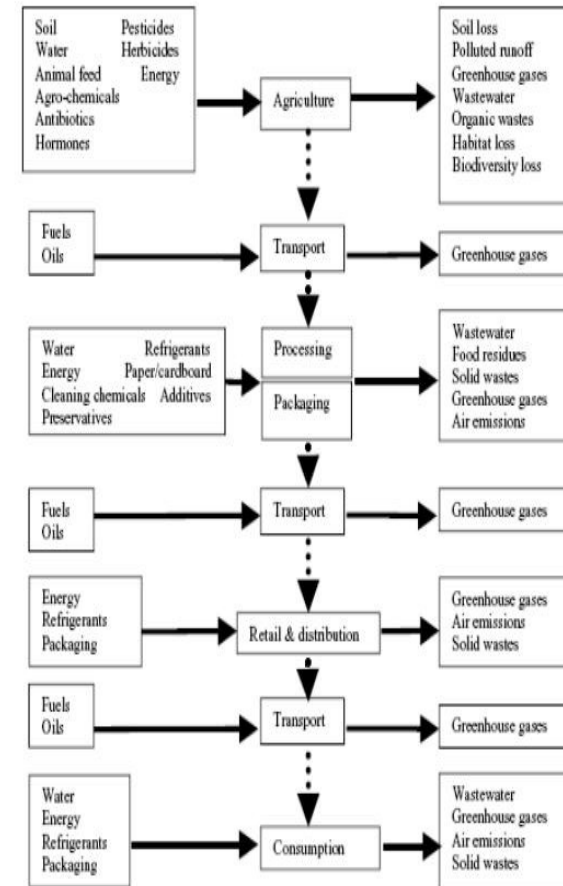 Soil Pesticides
Water Herbicides
Animal feed Energy
Agro-chemicals
Antibiotics
Hormones
Agriculture
Soil loss
Polluted runoff
Greenhouse gases
Wastewater
Organic wastes
Habitat loss
Biodiversity loss
Fuels
Oils
Transport
Greenhouse gases
Water Refrigerants
Energy Paper/cardboard
Cleaning chemicals Additives
Preservatives
Processing
Packaging
Wastewater
Food residues
Solid wastes
Greenhouse gases
Air emissions
Fuels
Oils
Transport
Greenhouse gases
Energy
Refrigerants
Packaging
Retail & distribution
Greenhouse gases
Air emissions
Solid wastes
Fuels
Oils
Transport
Greenhouse gases
Water
Energy
Refrigerants
Packaging
Consumption
Wastewater
Greenhouse gases
Air emissions
Solid wastes